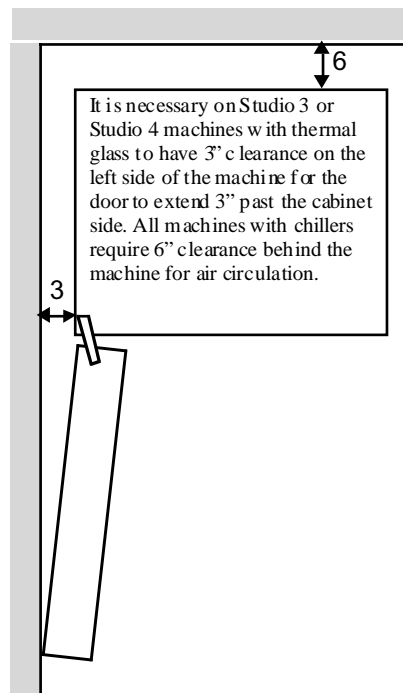 6
It is necessary on Studio 3 or
Studio 4 machines with thermal
glass to have 3” clearance on the
left side of the machine for the
door to extend 3” past the cabinet
side. All machines with chillers
require 6” clearance behind the
machine for air circulation.
3